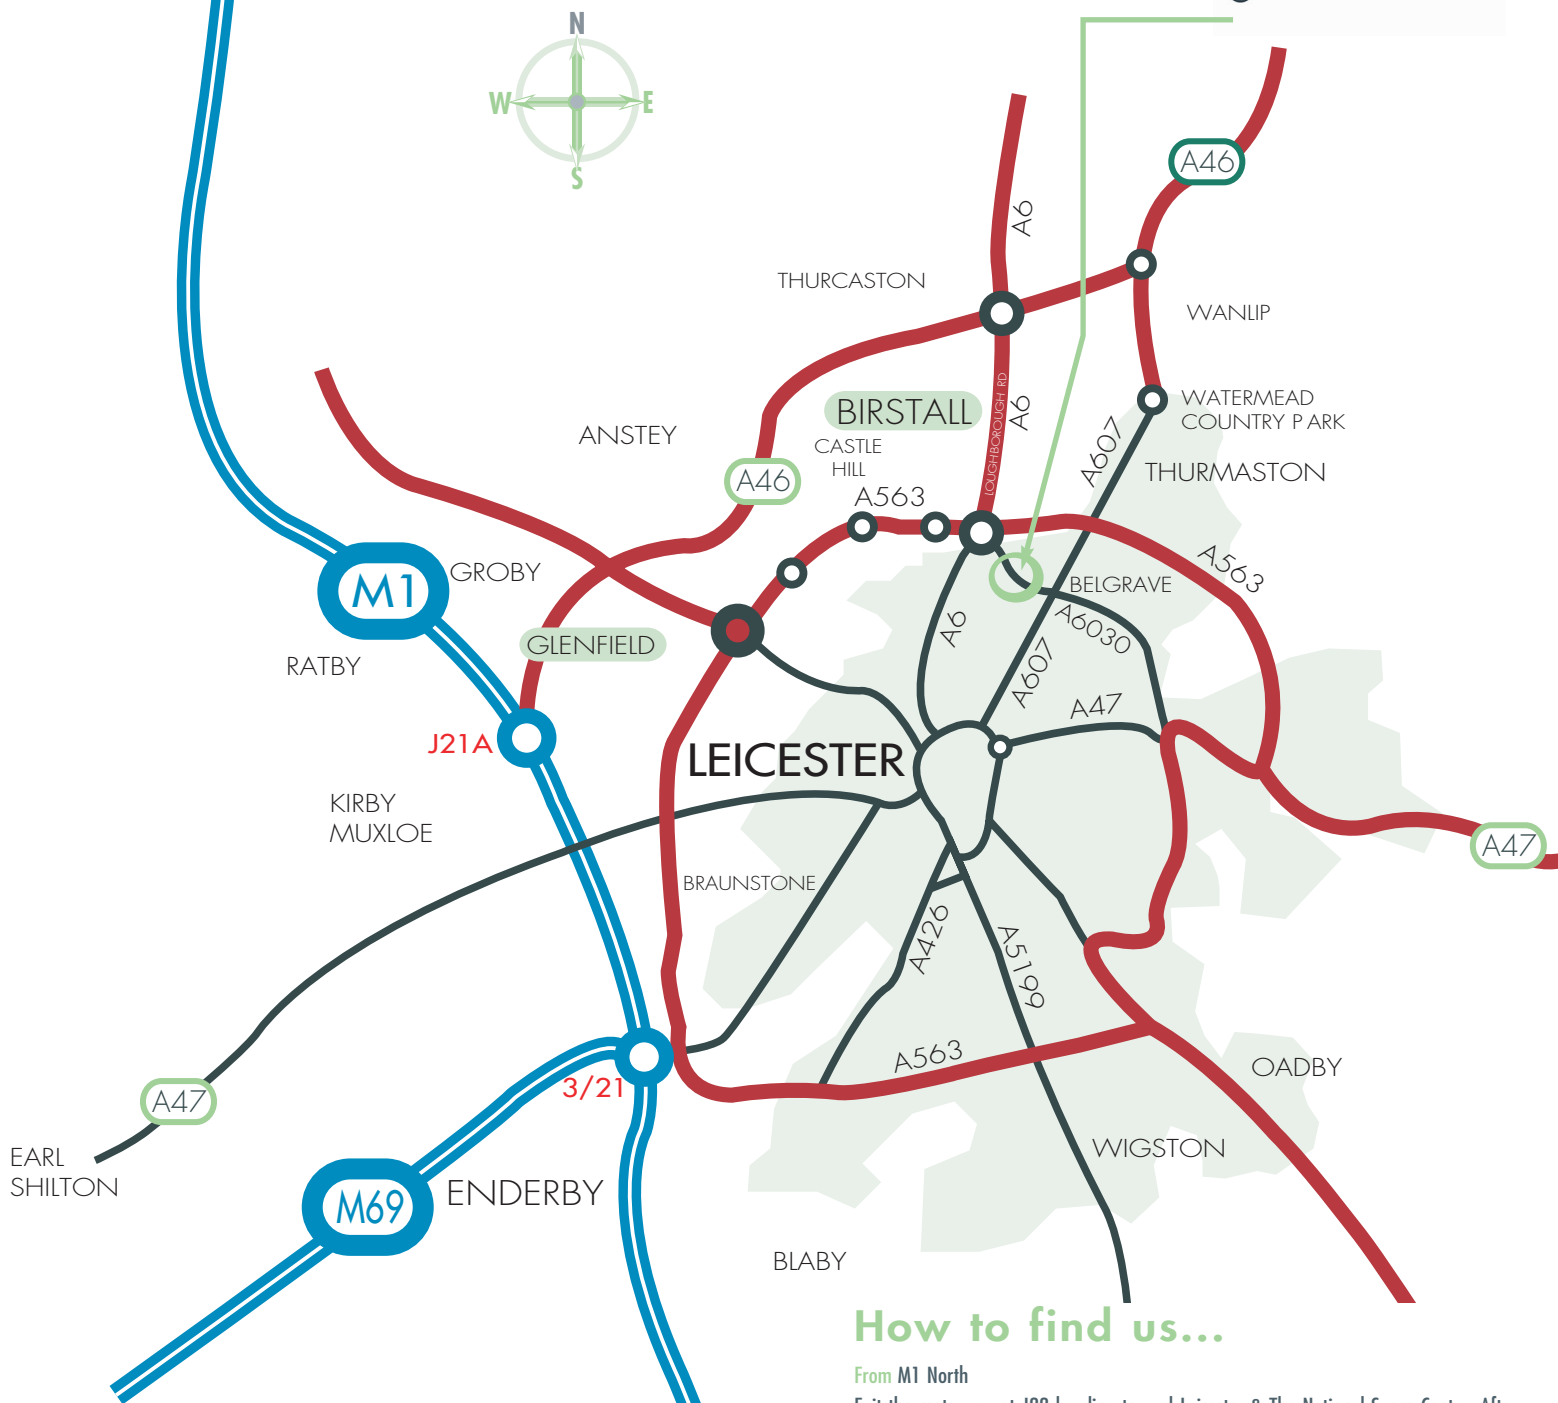 N
W
E
S
A46
A6
THURCASTON
WANLIP
BIRSTALL
LOUGHBOROUGH RD
A6
WATERMEAD
COUNTRY PARK
ANSTEY
CASTLE
HILL
A607
THURMASTON
A46
A563
A563
M1
GROBY
BELGRAVE
A6
A6030
GLENFIELD
RATBY
A607
A47
J21A
LEICESTER
KIRBY
MUXLOE
A47
BRAUNSTONE
A426
A5199
A563
OADBY
3/21
A47
EARL
SHILTON
WIGSTON
M69
ENDERBY
BLABY
How to find us...
From M1 North